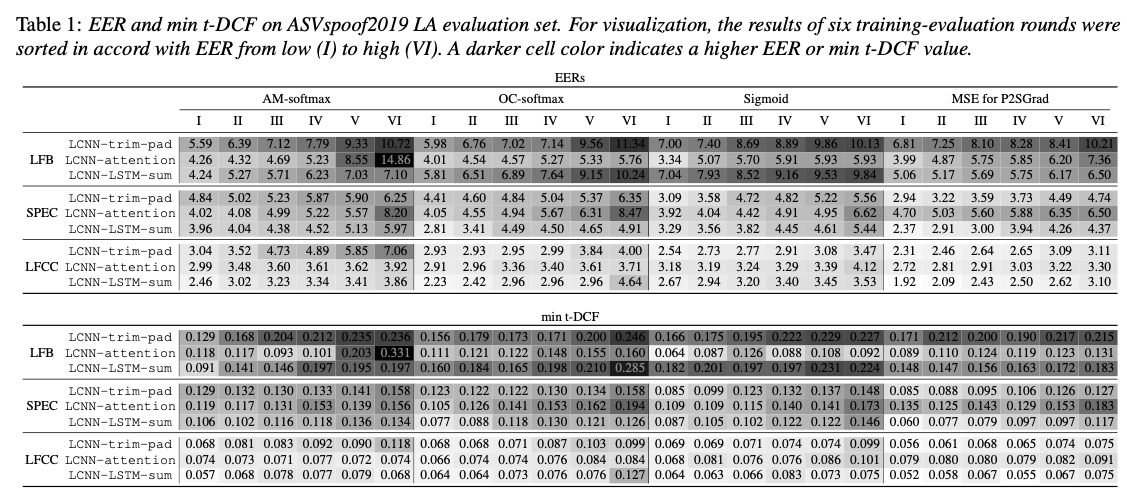 Table 1: EER and min t-DCF on ASVspoof2019 LA evaluation set. For visualization, the results of six training-evaluation rounds were
sorted in accord with EER from low (I) to high (VI). A darker cell color indicates a higher EER or min t-DCF value.
EERs
AM-softmax OC-softmax Sigmoid MSE for P2SGrad
I II III IV V VI I II III IV V VI I II III IV V VI I II III IV V VI
LCNN-trim-pad 5.59 6.39 7.12 7.79 9.33 10.72 5.98 6.76 7.02 7.14 9.56 11.34 7.00 7.40 8.69 8.89 9.86 10.13 6.81 7.25 8.10 8.28 8.41 10.21
LFB LCNN-attention 4.26 4.32 4.69 5.23 8.55 14.86 4.01 4.54 4.57 5.27 5.33 5.76 3.34 5.07 5.70 5.91 5.93 5.93 3.99 4.87 5.75 5.85 6.20 7.36
LCNN-LSTM-sum 4.24 5.27 5.71 6.23 7.03 7.10 5.81 6.51 6.89 7.64 9.15 10.24 7.04 7.93 8.52 9.16 9.53 9.84 5.06 5.17 5.69 5.75 6.17 6.50
LCNN-trim-pad 4.84 5.02 5.23 5.87 5.90 6.25 4.41 4.60 4.84 5.04 5.37 6.35 3.09 3.58 4.72 4.82 5.22 5.56 2.94 3.22 3.59 3.73 4.49 4.74
SPEC LCNN-attention 4.02 4.08 4.99 5.22 5.57 8.20 4.05 4.55 4.94 5.67 6.31 8.47 3.92 4.04 4.42 4.91 4.95 6.62 4.70 5.03 5.60 5.88 6.35 6.50
LCNN-LSTM-sum 3.96 4.04 4.38 4.52 5.13 5.97 2.81 3.41 4.49 4.50 4.65 4.91 3.29 3.56 3.82 4.45 4.61 5.44 2.37 2.91 3.00 3.94 4.26 4.37
LCNN-trim-pad 3.04 3.52 4.73 4.89 5.85 7.06 2.93 2.93 2.95 2.99 3.84 4.00 2.54 2.73 2.77 2.91 3.08 3.47 2.31 2.46 2.64 2.65 3.09 3.11
LFCC LCNN-attention 2.99 3.48 3.60 3.61 3.62 3.92 2.91 2.96 3.36 3.40 3.61 3.71 3.18 3.19 3.24 3.29 3.39 4.12 2.72 2.81 2.91 3.03 3.22 3.30
LCNN-LSTM-sum 2.46 3.02 3.23 3.34 3.41 3.86 2.23 2.42 2.96 2.96 2.96 4.64 2.67 2.94 3.20 3.40 3.45 3.53 1.92 2.09 2.43 2.50 2.62 3.10
min t-DCF
LCNN-trim-pad 0.129 0.168 0.204 0.212 0.235 0.236 0.156 0.179 0.173 0.171 0.200 0.246 0.166 0.175 0.195 0.222 0.229 0.227 0.171 0.212 0.200 0.190 0.217 0.215
LFB LCNN-attention 0.118 0.117 0.093 0.101 0.203 0.331 0.111 0.121 0.122 0.148 0.155 0.160 0.064 0.087 0.126 0.088 0.108 0.092 0.089 0.110 0.124 0.119 0.123 0.131
LCNN-LSTM-sum 0.091 0.141 0.146 0.197 0.195 0.197 0.160 0.184 0.165 0.198 0.210 0.285 0.182 0.201 0.197 0.197 0.231 0.224 0.148 0.147 0.156 0.163 0.172 0.183
LCNN-trim-pad 0.129 0.132 0.130 0.133 0.141 0.158 0.123 0.122 0.122 0.130 0.134 0.158 0.085 0.099 0.123 0.132 0.137 0.148 0.085 0.088 0.095 0.106 0.126 0.127
SPEC LCNN-attention 0.119 0.117 0.131 0.153 0.139 0.156 0.105 0.126 0.141 0.153 0.162 0.194 0.109 0.109 0.115 0.140 0.141 0.173 0.135 0.125 0.143 0.129 0.153 0.183
LCNN-LSTM-sum 0.106 0.102 0.116 0.118 0.136 0.134 0.077 0.088 0.118 0.130 0.121 0.126 0.087 0.105 0.102 0.122 0.122 0.146 0.060 0.077 0.079 0.097 0.097 0.117
LCNN-trim-pad 0.068 0.081 0.083 0.092 0.090 0.118 0.068 0.068 0.071 0.087 0.103 0.099 0.069 0.069 0.071 0.074 0.074 0.099 0.056 0.061 0.068 0.065 0.074 0.075
LFCC LCNN-attention 0.074 0.073 0.071 0.077 0.072 0.074 0.066 0.074 0.074 0.076 0.084 0.084 0.068 0.081 0.076 0.076 0.086 0.101 0.079 0.080 0.080 0.079 0.082 0.091
LCNN-LSTM-sum 0.057 0.068 0.078 0.077 0.079 0.068 0.064 0.064 0.073 0.076 0.076 0.127 0.064 0.063 0.066 0.083 0.073 0.075 0.052 0.058 0.067 0.055 0.067 0.075